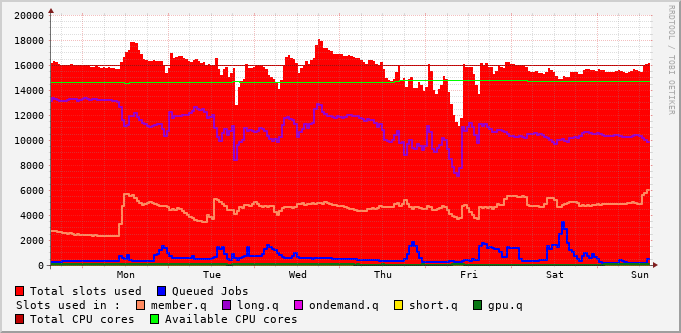 20000
18000
16000
14000
12000
10000
8000
6000
4000
2000
0
Mon Tue Wed Thu Fri Sat Sun
RRDTOOL / TOBI OETIKER
Total slots used Queued Jobs
Slots used in : member.q long.q ondemand.q short.q gpu.q
Total CPU cores Available CPU cores